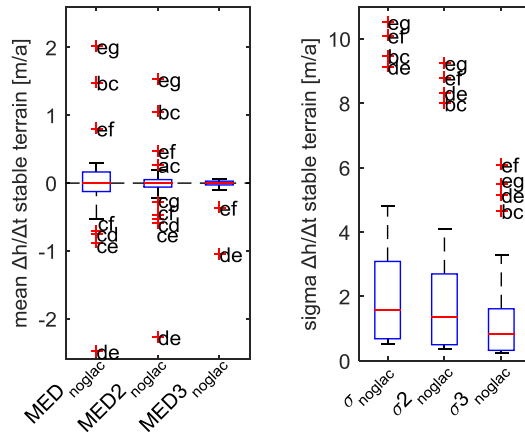 mean Δh/Δt stable terrain [m/a]
2
1
0
-1
-2
eg
bc
ef
cf
cd
ce
de
eg
bc
ef
ac
cg
cf
cd
ce
de
ef
de
MED noglac
MED2 noglac
MED3 noglac
sigma Δh/Δt stable terrain [m/a]
10
8
6
4
2
0
eg
ef
bc
de
eg
ef
de
bc
ef
eg
de
bc
σ noglac
σ2 noglac
σ3 noglac